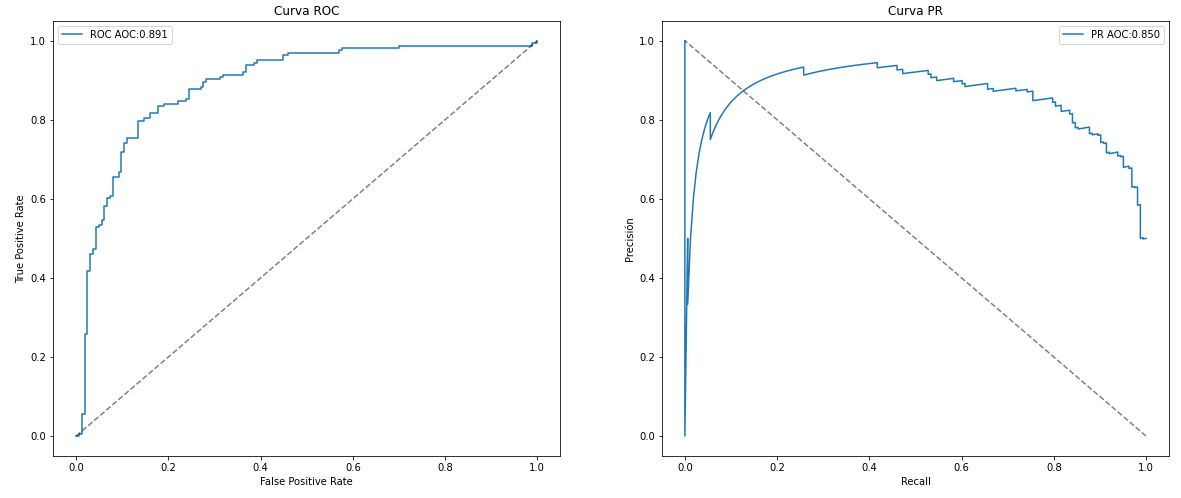 Curva ROC
ROC AOC:0.891
1.0
0.8
0.6
0.4
0.2
0.0
True Positive Rate
0.0 0.2 0.4 0.6 0.8 1.0
False Positive Rate
Curva PR
PR AOC:0.850
1.0
0.8
0.6
0.4
0.2
0.0
Precisión
0.0 0.2 0.4 0.6 0.8 1.0
Recall